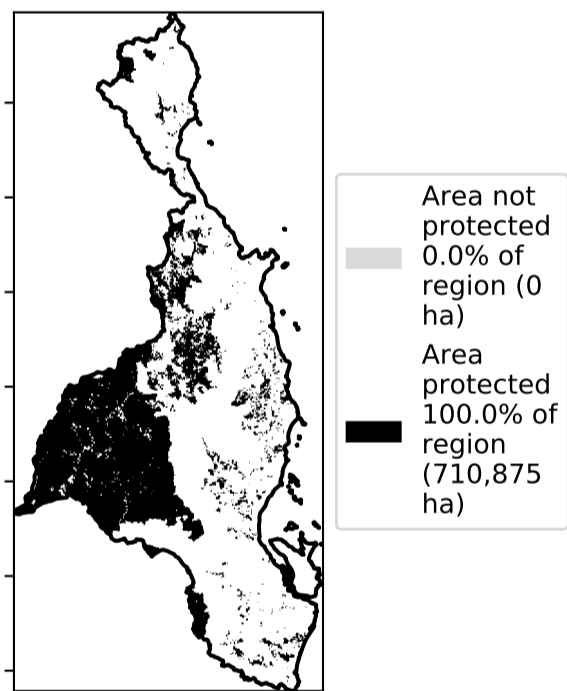 Area not
protected
0.0% of
region (0
ha)
Area
protected
100.0% of
region
(710,875
ha)